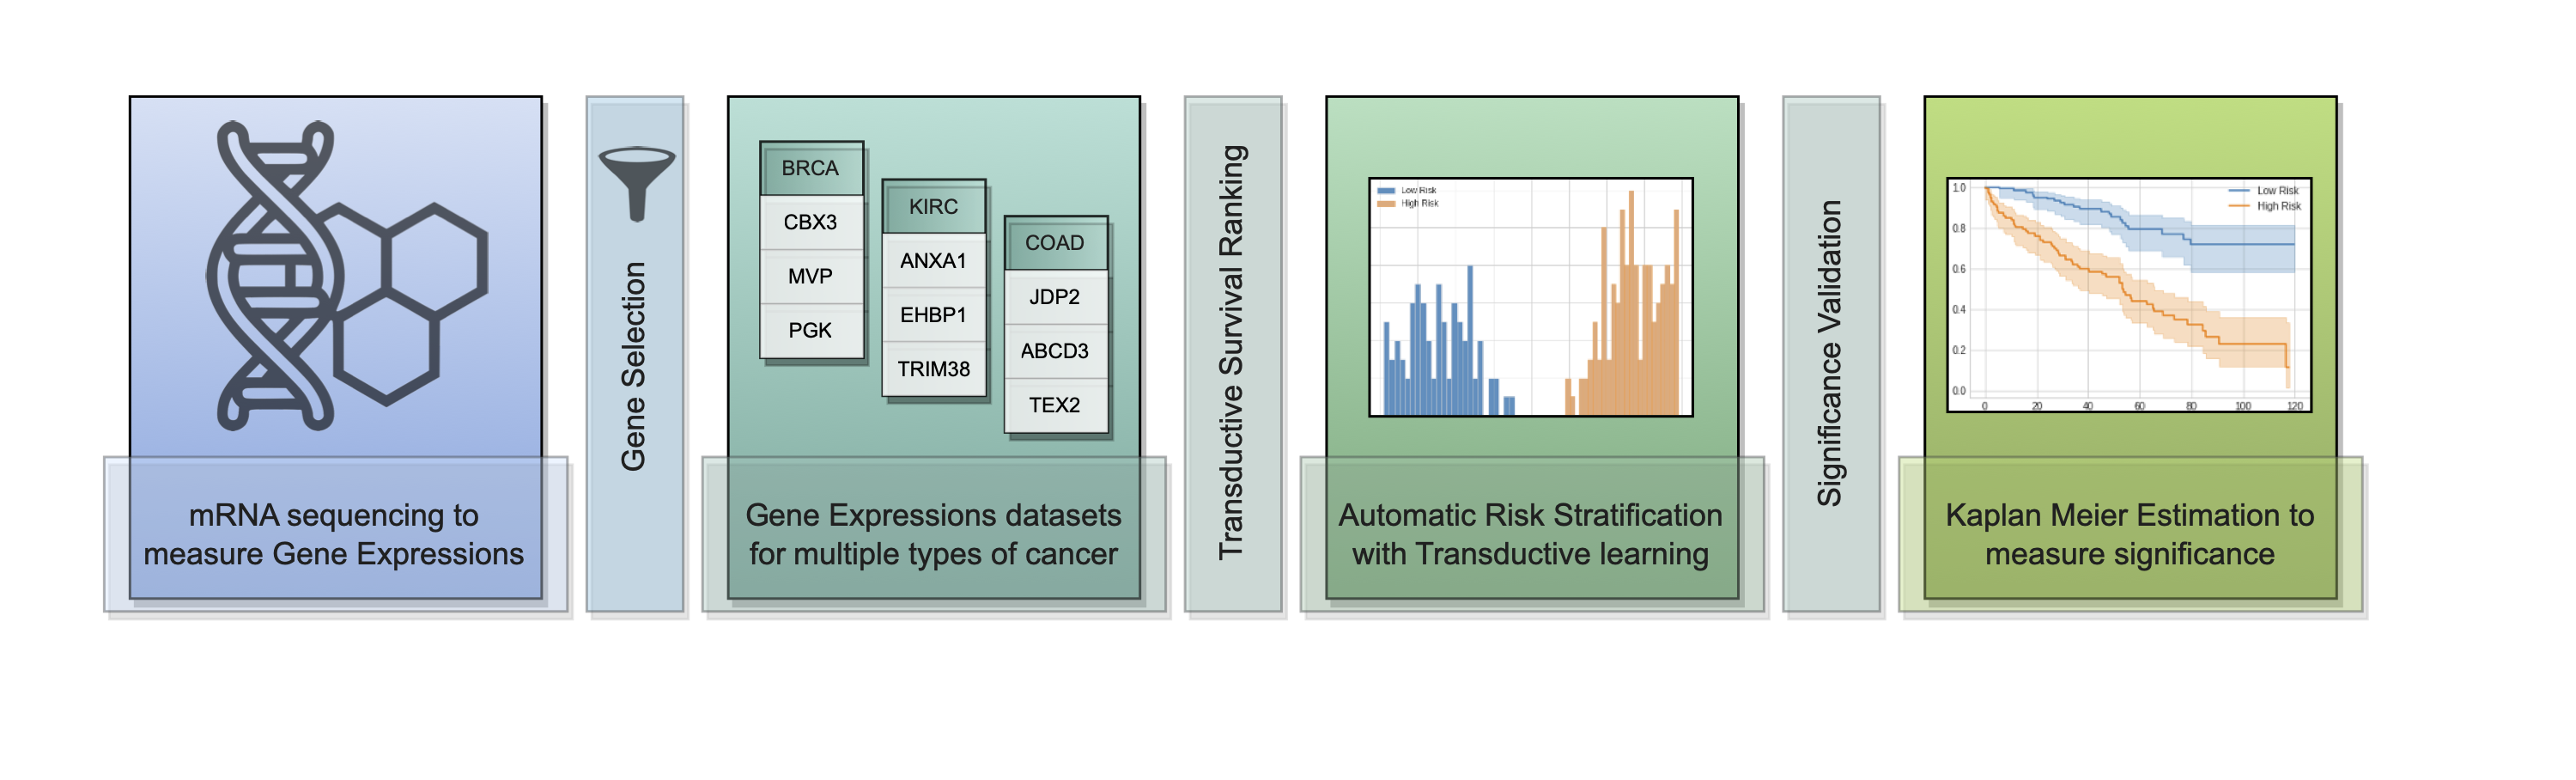 mRNA sequencing to
measure Gene Expressions
Gene Selection
BRCA
CBX3
MVP
PGK
KIRC
ANXA1
EHBP1
TRIM38
COAD
JDP2
ABCD3
TEX2
Gene Expressions datasets
for multiple types of cancer
Transductive Survival Ranking
Low Risk
High Risk
Automatic Risk Stratification
with Transductive learning
Significance Validation
Low Risk
High Risk
1.0
0.8
0.6
0.4
0.2
0.0
0 20 40 60 80 100 120
Kaplan Meier Estimation to
measure significance